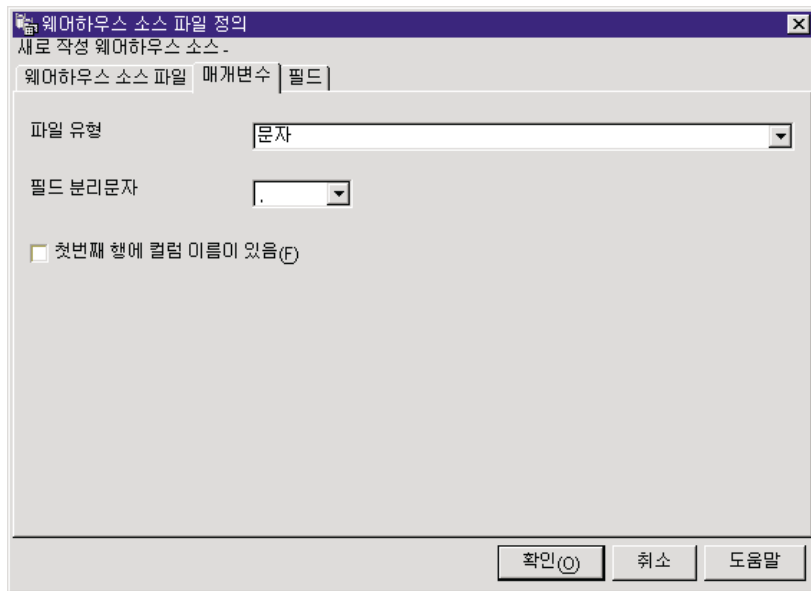 웨어하우스 소스 파일 정의
새로 작성 웨어하우스 소스 -
웨어하우스 소스 파일 매개변수 필드
파일 유형 문자
필드 분리문자 ,
첫번째 행에 컬럼 이름이 있음(F)
확인(O) 취소 도움말